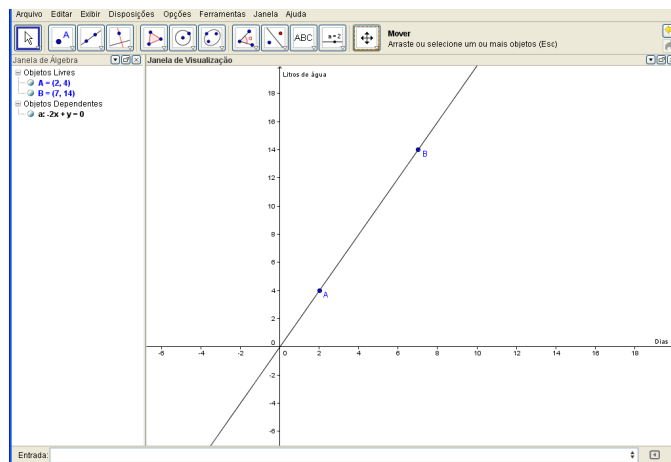 Arquivo Editar Exibir Disposições Opções Ferramentas Janela Ajuda
A
ABC
a=2
Mover
Arraste ou selecione um ou mais objetos (Esc)
Janela de Álgebra
Janela de Visualização
Objetos Livres
A = (2, 4)
B = (7, 14)
Objetos Dependentes
a: -2x + y = 0
Litros de água
18
16
14
B
12
10
8
6
4
A
2
0
Dias
-6 -4 -2 0 2 4 6 8 10 12 14 16 18
-2
-4
-6
Entrada: